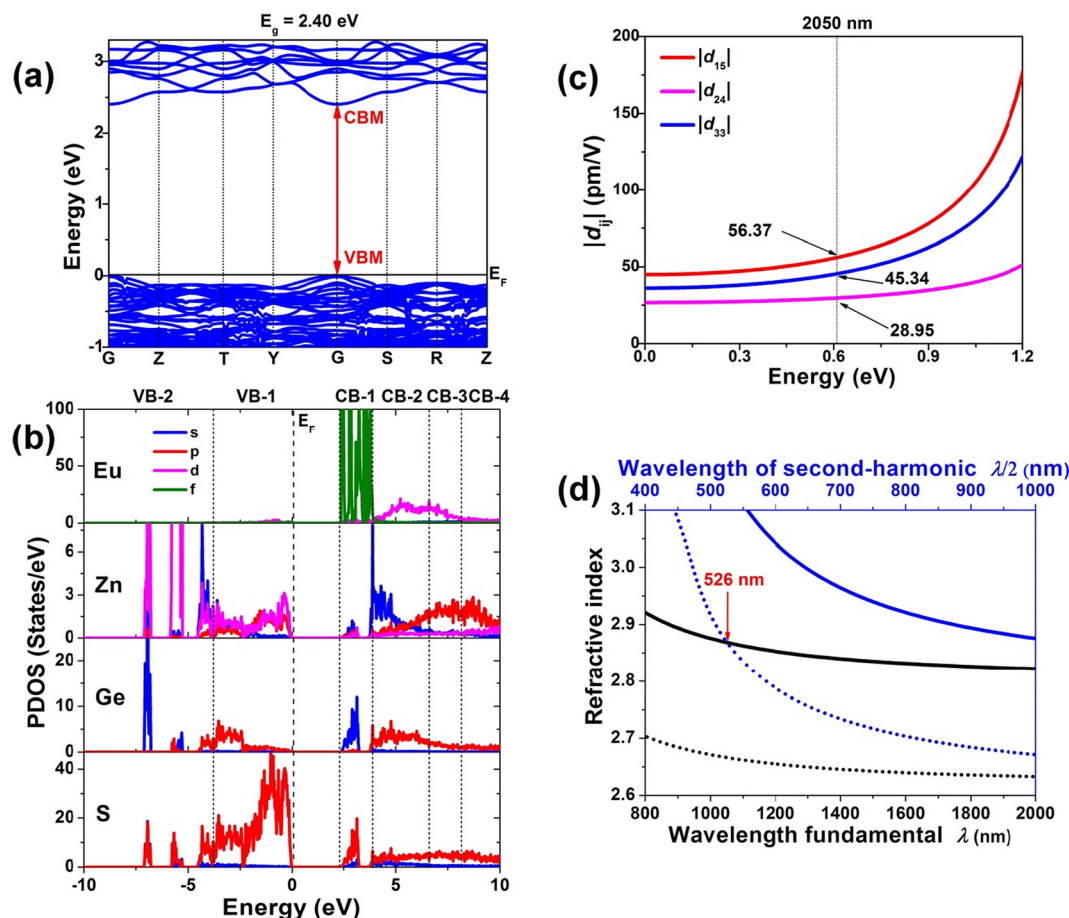 E_g = 2.40 eV
(a)
Energy (eV)
3
2
1
0
-1
CBM
VBM
E_F
G Z T Y G S R Z
2050 nm
(c)
|d_ij| (pm/V)
200
150
100
50
0
|d_15|
|d_24|
|d_33|
56.37
45.34
28.95
0.0 0.3 0.6 0.9 1.2
Energy (eV)
VB-2 VB-1 CB-1 CB-2 CB-3 CB-4
(b)
PDOS (States/eV)
100
75
50
25
0
Eu
s
p
d
f
E_F
6
3
0
Zn
20
10
0
Ge
40
20
0
S
-10 -5 0 5 10
Energy (eV)
Wavelength of second-harmonic λ/2 (nm)
400 500 600 700 800 900 1000
(d)
Refractive index
3.1
3.0
2.9
2.8
2.7
2.6
526 nm
800 1000 1200 1400 1600 1800 2000
Wavelength fundamental λ (nm)